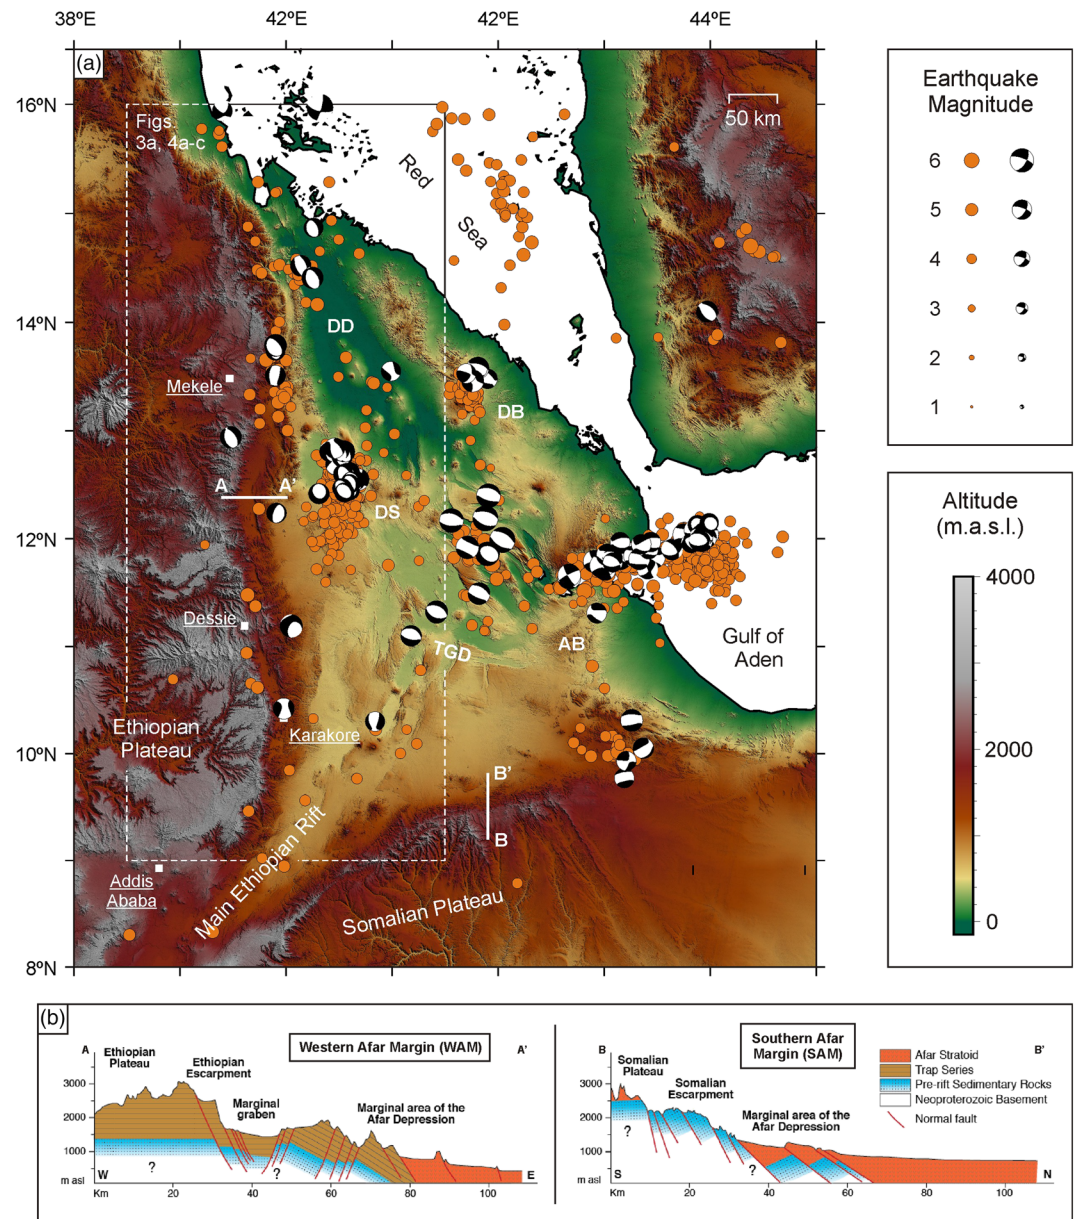 38ºE
42ºE
42ºE
44ºE
(a)
16ºN
14ºN
12ºN
10ºN
8ºN
Figs.
3a, 4a-c
50 km
Red
Sea
DD
DB
Mekele
A
A'
DS
Dessie
TGD
AB
Gulf of
Aden
Ethiopian
Plateau
Karakore
B'
B
Main Ethiopian Rift
Addis
Ababa
Somalian Plateau
Earthquake
Magnitude
6
5
4
3
2
1
Altitude
(m.a.s.l.)
4000
2000
0
(b)
A
Ethiopian
Plateau
Ethiopian
Escarpment
Western Afar Margin (WAM)
A'
Marginal
graben
Marginal area of the
Afar Depression
3000
2000
1000
m asl
?
?
W
E
Km
20
40
60
80
100
B
Somalian
Plateau
Somalian
Escarpment
Southern Afar
Margin (SAM)
B'
Marginal area of the
Afar Depression
Afar Stratoid
Trap Series
Pre-rift Sedimentary Rocks
Neoproterozoic Basement
Normal fault
3000
2000
1000
m asl
?
?
S
N
Km
20
40
60
80
100